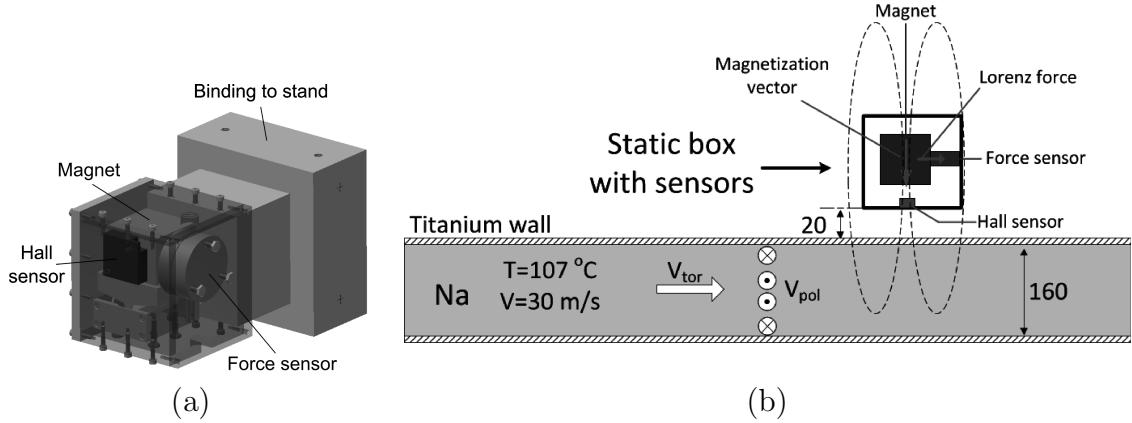 (a)
Binding to stand
Magnet
Hall
sensor
Force sensor
(b)
Magnet
Magnetization
vector
Lorenz force
Static box
with sensors
Force sensor
Hall sensor
20
Titanium wall
Na
T=107 °C
V=30 m/s
V_tor
V_pol
160
(a)
(b)